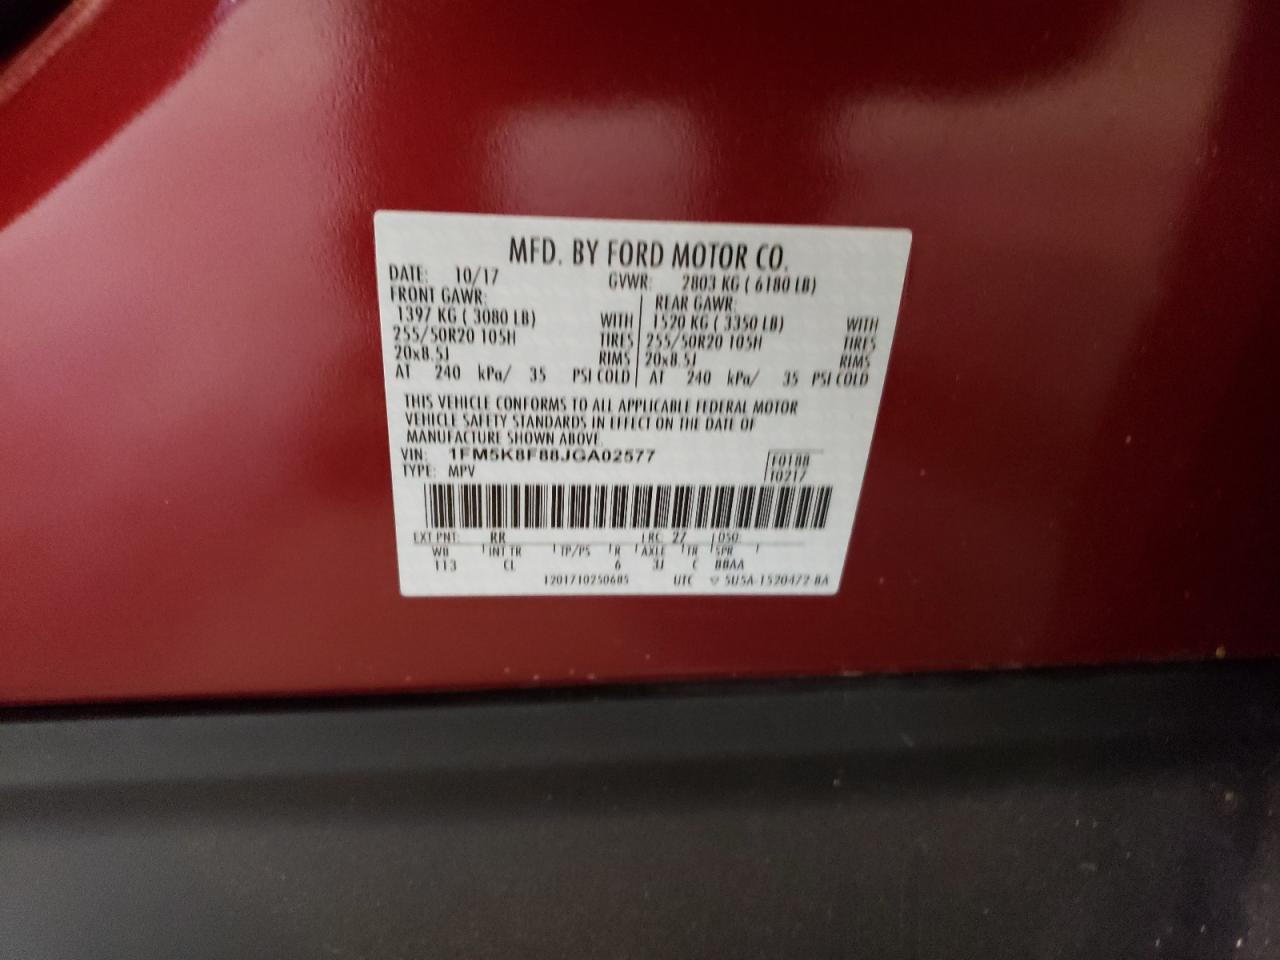 MFD. BY FORD MOTOR CO.
DATE: 10/17 GVWR: 2803 KG ( 6180 LB)
FRONT GAWR: REAR GAWR:
1397 KG ( 3080 LB) WITH 1520 KG ( 3350 LB) WITH
255/50R20 105H TIRES 255/50R20 105H TIRES
20x8.5J RIMS 20x8.5J RIMS
AT 240 kPa/ 35 PSI COLD AT 240 kPa/ 35 PSI COLD
THIS VEHICLE CONFORMS TO ALL APPLICABLE FEDERAL MOTOR
VEHICLE SAFETY STANDARDS IN EFFECT ON THE DATE OF
MANUFACTURE SHOWN ABOVE.
VIN: 1FM5K8F88JGA02577 F0188
TYPE: MPV T0217
EXT PNT: RR RC: 27 DSO:
WB INT TR TP/PS R AXLE TR SPR
113 CL 6 3J C BBAA
1201710250685 UTC 5U5A-1520472-BA